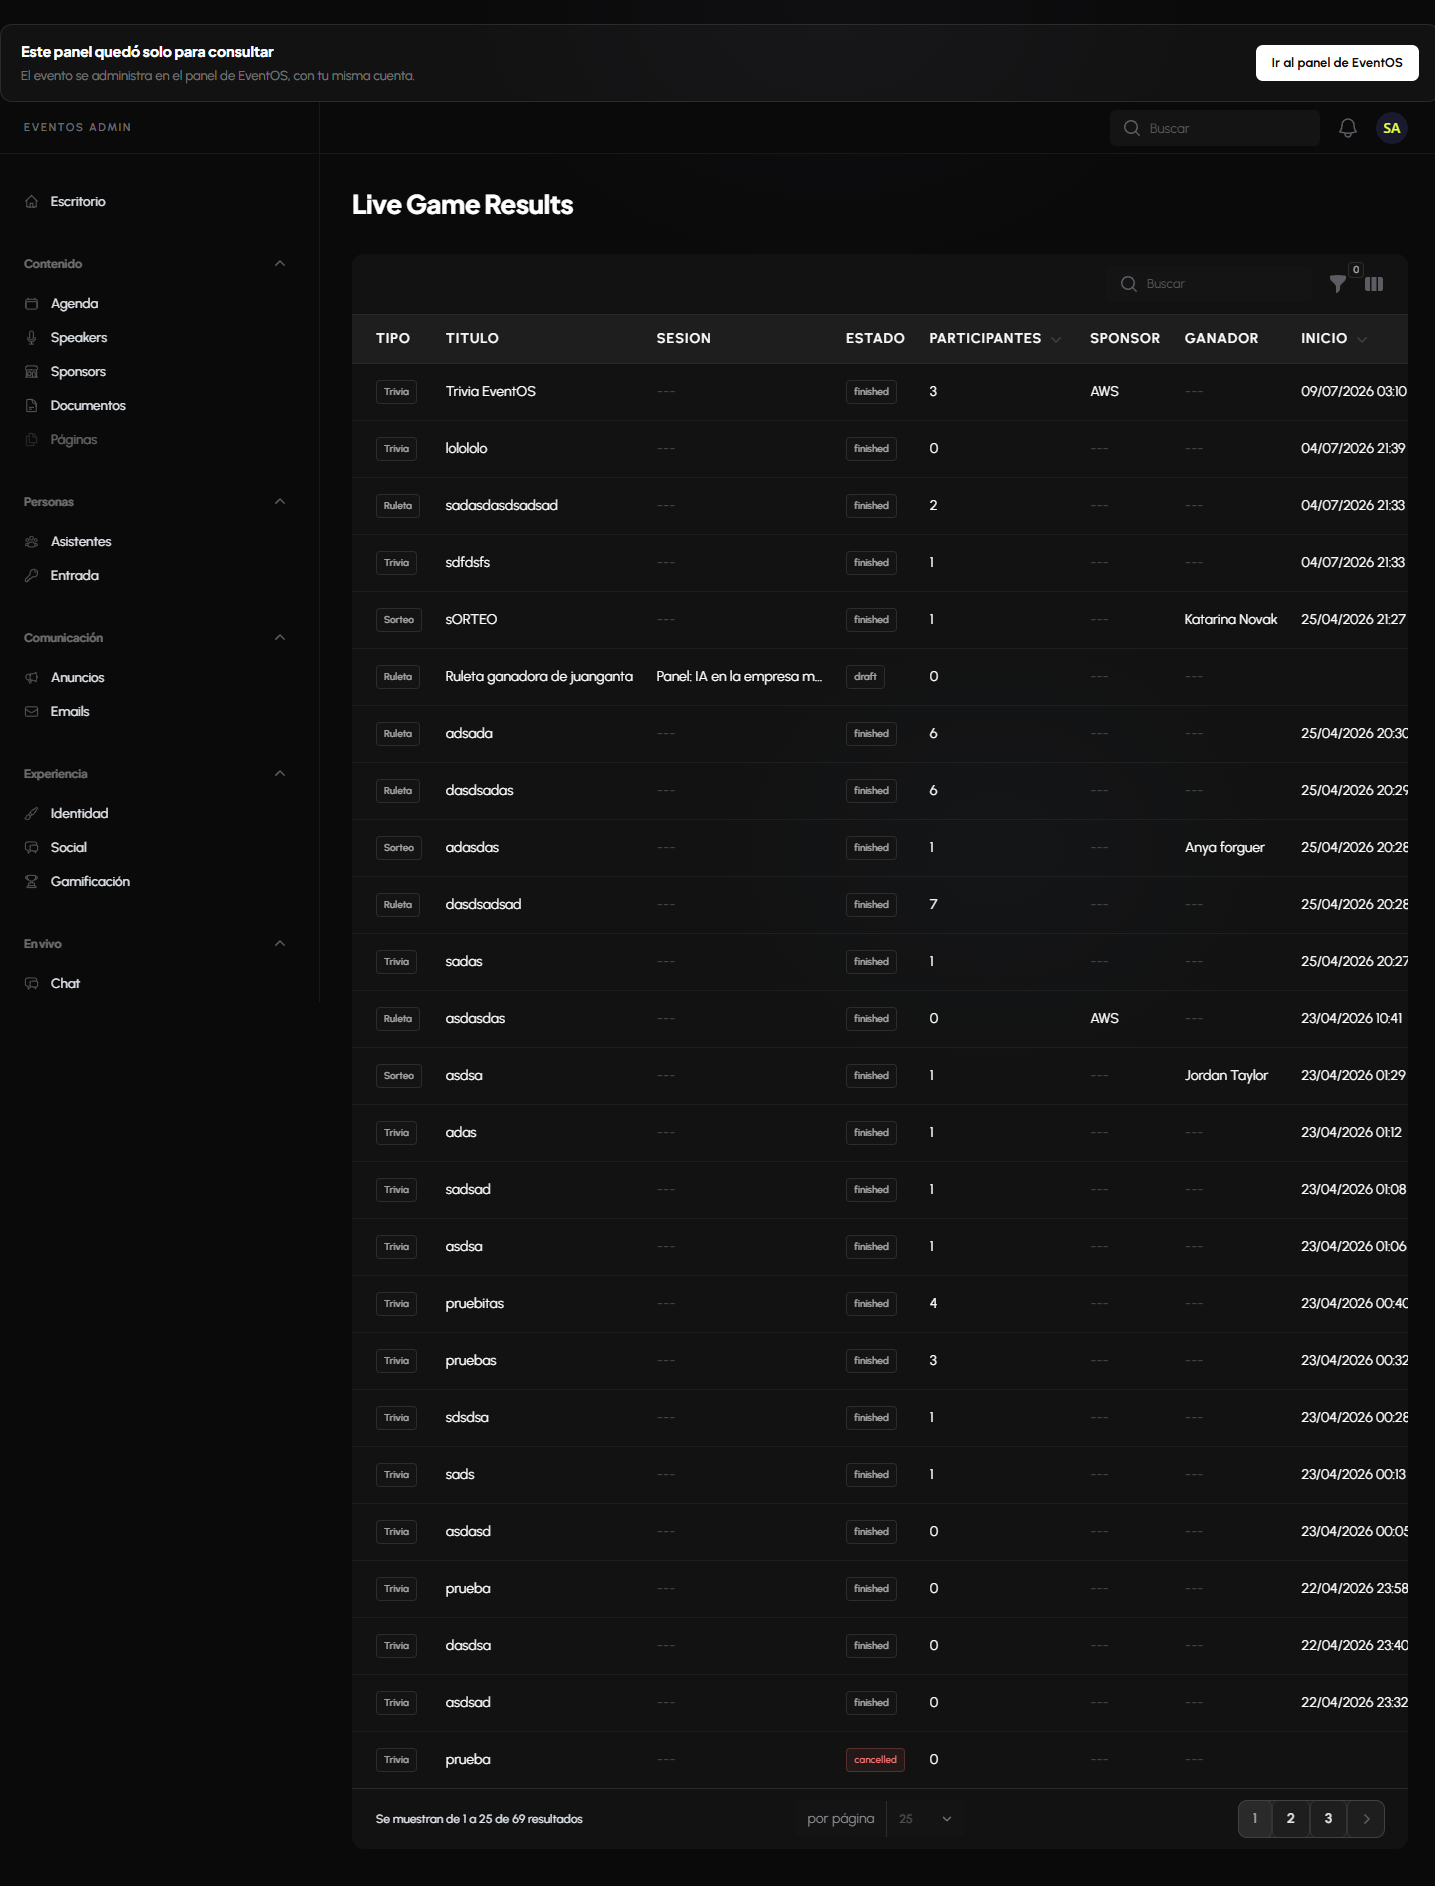 Este panel quedó solo para consultar
El evento se administra en el panel de EventOS, con tu misma cuenta.
Ir al panel de EventOS
EVENTOS ADMIN
Buscar
SA
Escritorio
Contenido
Agenda
Speakers
Sponsors
Documentos
Páginas
Personas
Asistentes
Entrada
Comunicación
Anuncios
Emails
Experiencia
Identidad
Social
Gamificación
En vivo
Chat
Live Game Results
Buscar
0
TIPO TITULO SESION ESTADO PARTICIPANTES SPONSOR GANADOR INICIO
Trivia Trivia EventOS --- finished 3 AWS --- 09/07/2026 03:10
Trivia lolololo --- finished 0 --- --- 04/07/2026 21:39
Ruleta sadasdasdsadsad --- finished 2 --- --- 04/07/2026 21:33
Trivia sdfdsfs --- finished 1 --- --- 04/07/2026 21:33
Sorteo sORTEO --- finished 1 --- Katarina Novak 25/04/2026 21:27
Ruleta Ruleta ganadora de juanganta Panel: IA en la empresa m... draft 0 --- ---
Ruleta adsada --- finished 6 --- --- 25/04/2026 20:30
Ruleta dasdsadas --- finished 6 --- --- 25/04/2026 20:29
Sorteo adasdas --- finished 1 --- Anya forguer 25/04/2026 20:28
Ruleta dasdsadsad --- finished 7 --- --- 25/04/2026 20:28
Trivia sadas --- finished 1 --- --- 25/04/2026 20:27
Ruleta asdasdas --- finished 0 AWS --- 23/04/2026 10:41
Sorteo asdsa --- finished 1 --- Jordan Taylor 23/04/2026 01:29
Trivia adas --- finished 1 --- --- 23/04/2026 01:12
Trivia sadsad --- finished 1 --- --- 23/04/2026 01:08
Trivia asdsa --- finished 1 --- --- 23/04/2026 01:06
Trivia pruebitas --- finished 4 --- --- 23/04/2026 00:40
Trivia pruebas --- finished 3 --- --- 23/04/2026 00:32
Trivia sdsdsa --- finished 1 --- --- 23/04/2026 00:28
Trivia sads --- finished 1 --- --- 23/04/2026 00:13
Trivia asdasd --- finished 0 --- --- 23/04/2026 00:05
Trivia prueba --- finished 0 --- --- 22/04/2026 23:58
Trivia dasdsa --- finished 0 --- --- 22/04/2026 23:40
Trivia asdsad --- finished 0 --- --- 22/04/2026 23:32
Trivia prueba --- cancelled 0 --- ---
Se muestran de 1 a 25 de 69 resultados
por página 25
1 2 3